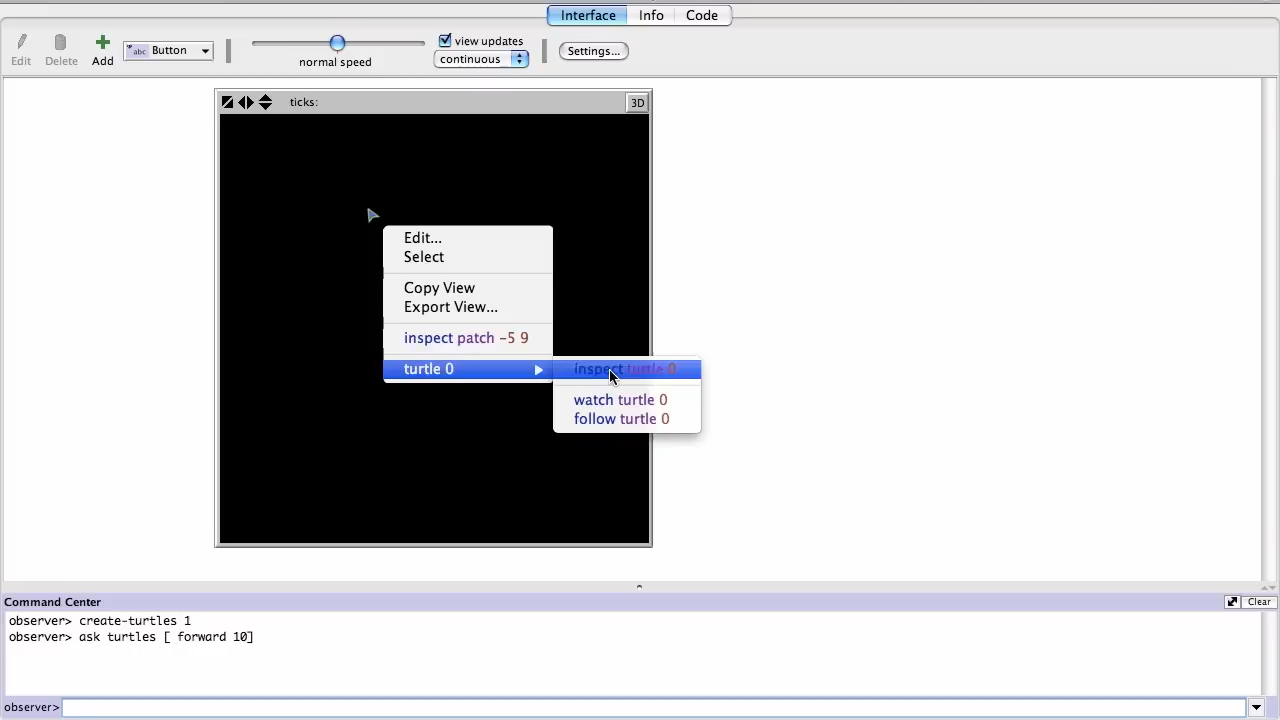 Interface Info Code
Edit Delete Add abc Button normal speed view updates continuous Settings...
ticks: 3D
Edit...
Select
Copy View
Export View...
inspect patch -5 9
turtle 0
inspect turtle 0
watch turtle 0
follow turtle 0
Command Center Clear
observer> create-turtles 1
observer> ask turtles [ forward 10]
observer>